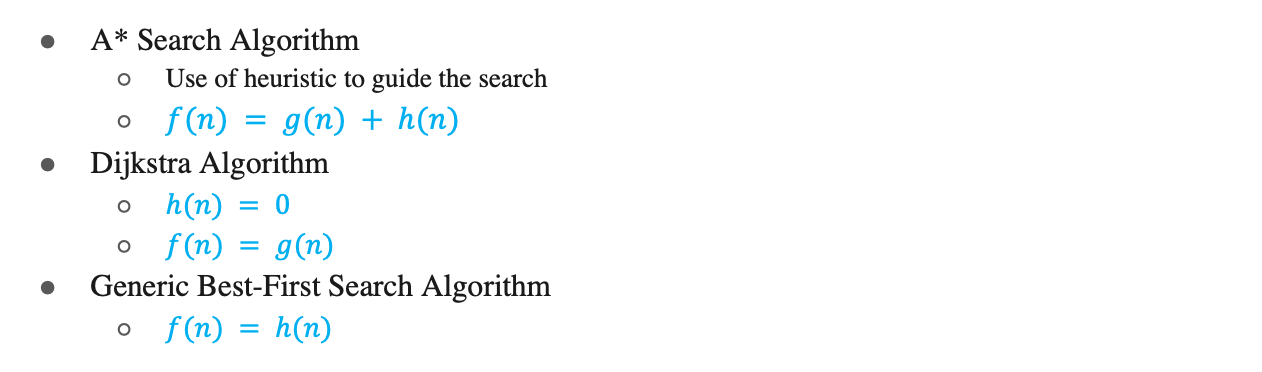 ● A* Search Algorithm
○ Use of heuristic to guide the search
○ f(n) = g(n) + h(n)
● Dijkstra Algorithm
○ h(n) = 0
○ f(n) = g(n)
● Generic Best-First Search Algorithm
○ f(n) = h(n)